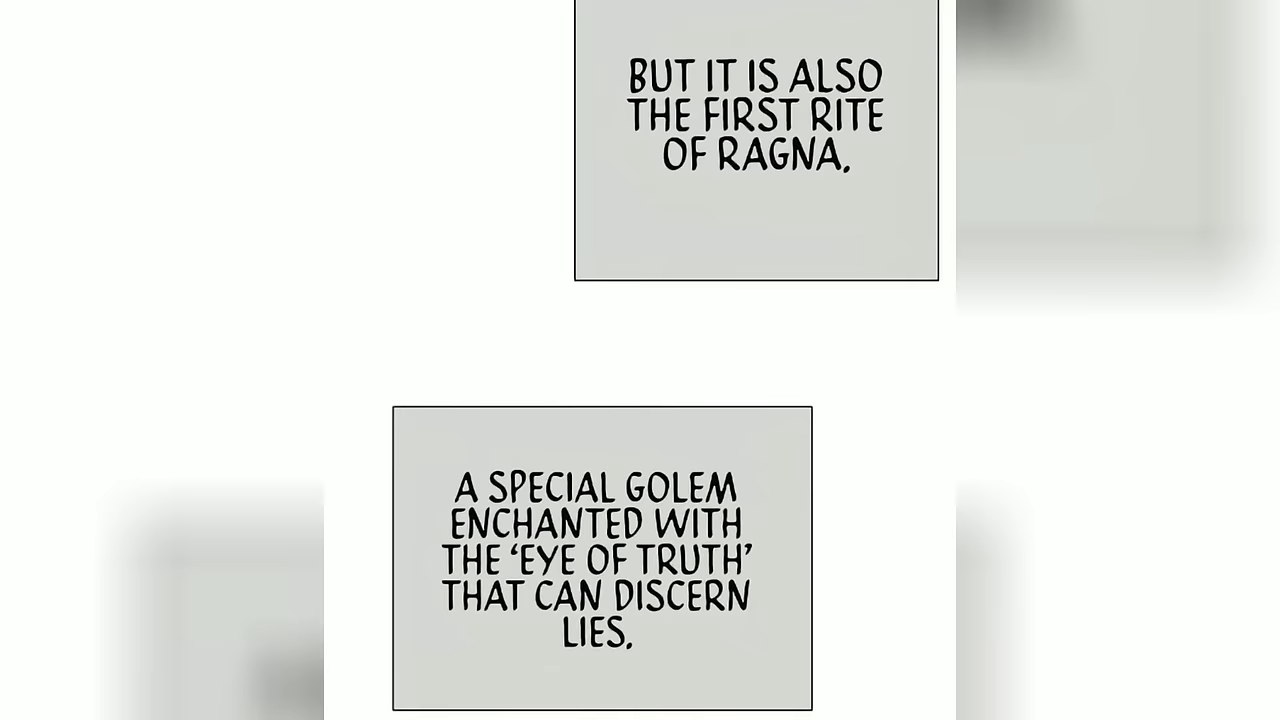 BUT IT IS ALSO
THE FIRST RITE
OF RAGNA.
A SPECIAL GOLEM
ENCHANTED WITH
THE ‘EYE OF TRUTH’
THAT CAN DISCERN
LIES.